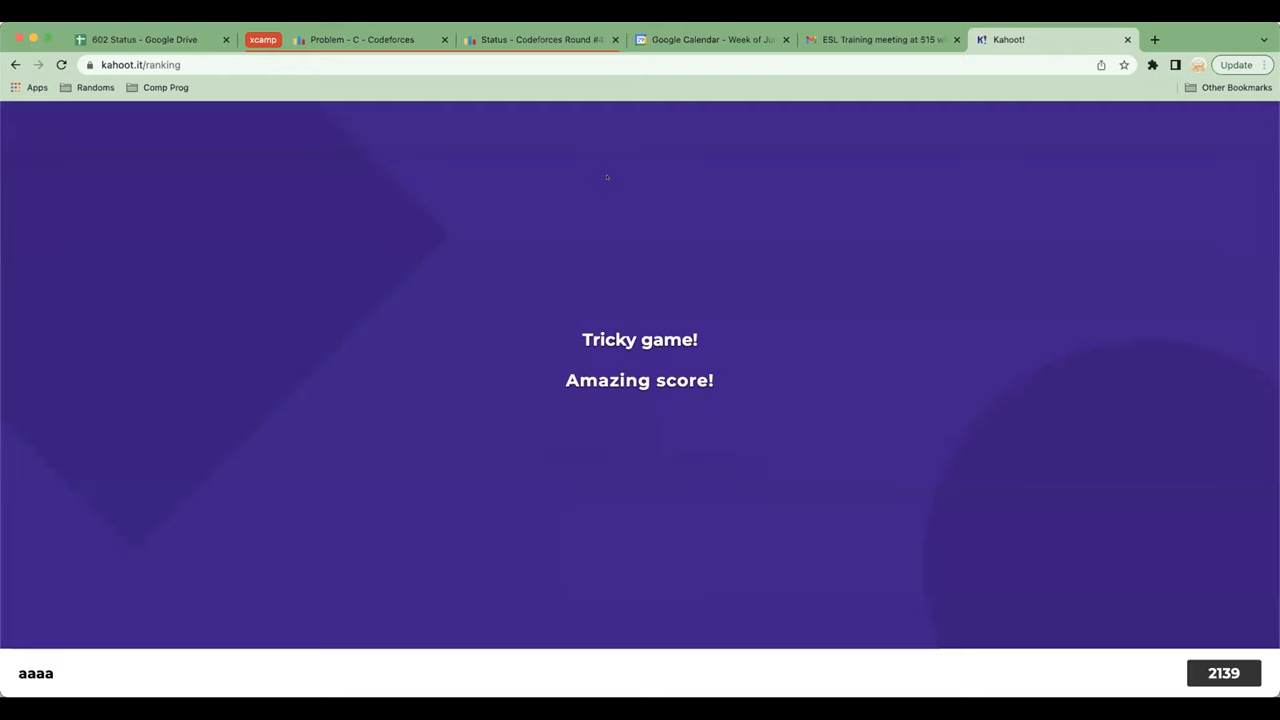 602 Status - Google Drive
xcamp
Problem - C - Codeforces
Status - Codeforces Round #4
Google Calendar - Week of Ju
ESL Training meeting at 515 w
K! Kahoot!
kahoot.it/ranking
Update
Apps
Randoms
Comp Prog
Other Bookmarks
Tricky game!
Amazing score!
aaaa
2139